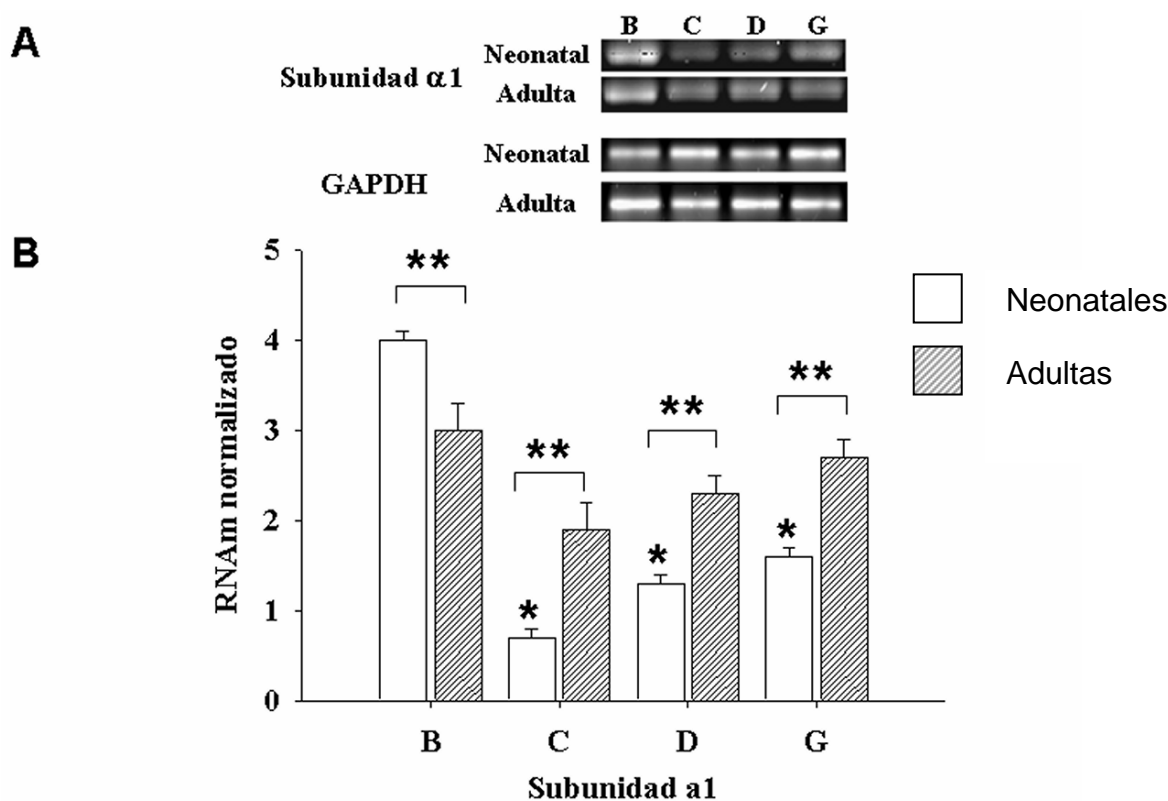 A
B C D G
Subunidad α1
Neonatal
Adulta
GAPDH
Neonatal
Adulta
B
RNAm normalizado
5
4
3
2
1
0
**
* **
* **
* **
B C D G
Subunidad a1
Neonatales
Adultas